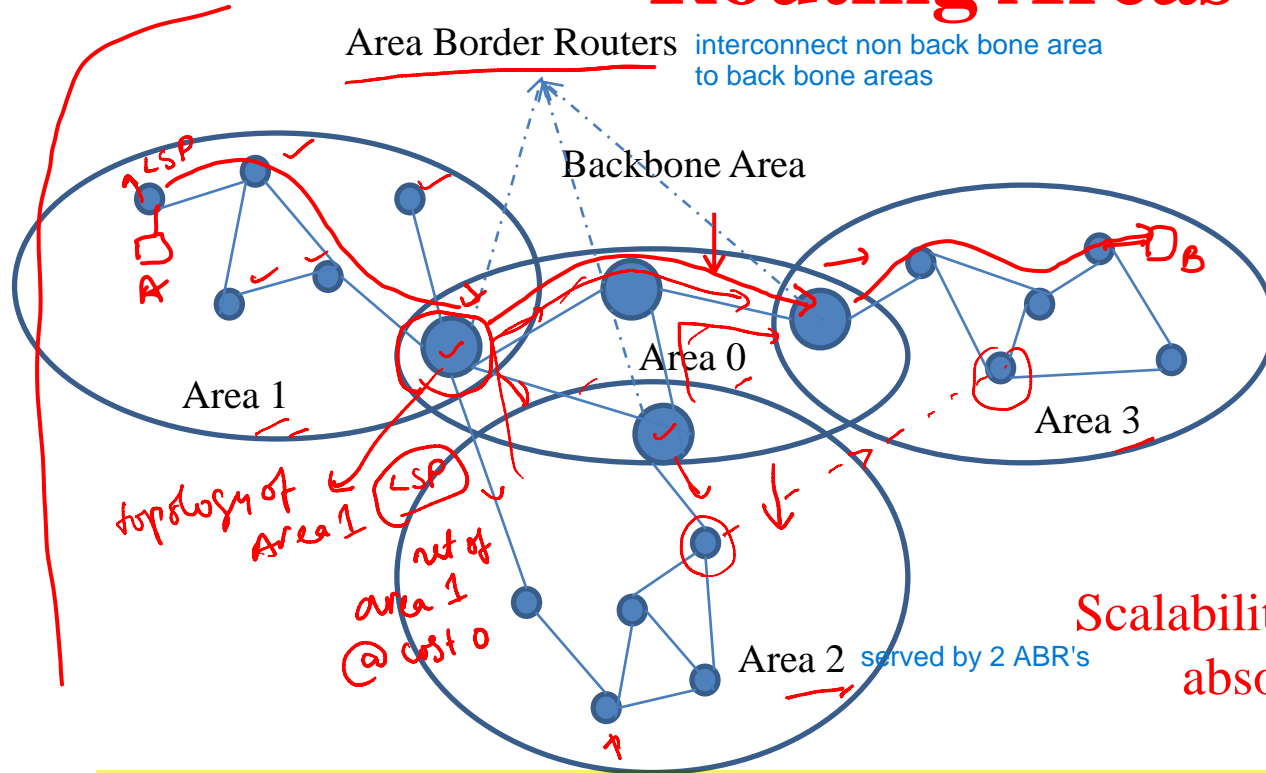 Routing Areas
Area Border Routers
interconnect non back bone area
to back bone areas
LSP
Backbone Area
A
B
Area 0
Area 1
Area 3
topology of
Area 1
LSP
net of
area 1
@ cost 0
Area 2
served by 2 ABR's
Scalabilit
abso